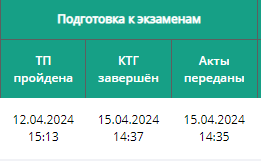 Подготовка к экзаменам
ТП пройдена
КТГ завершён
Акты переданы
12.04.2024 15:13
15.04.2024 14:37
15.04.2024 14:35